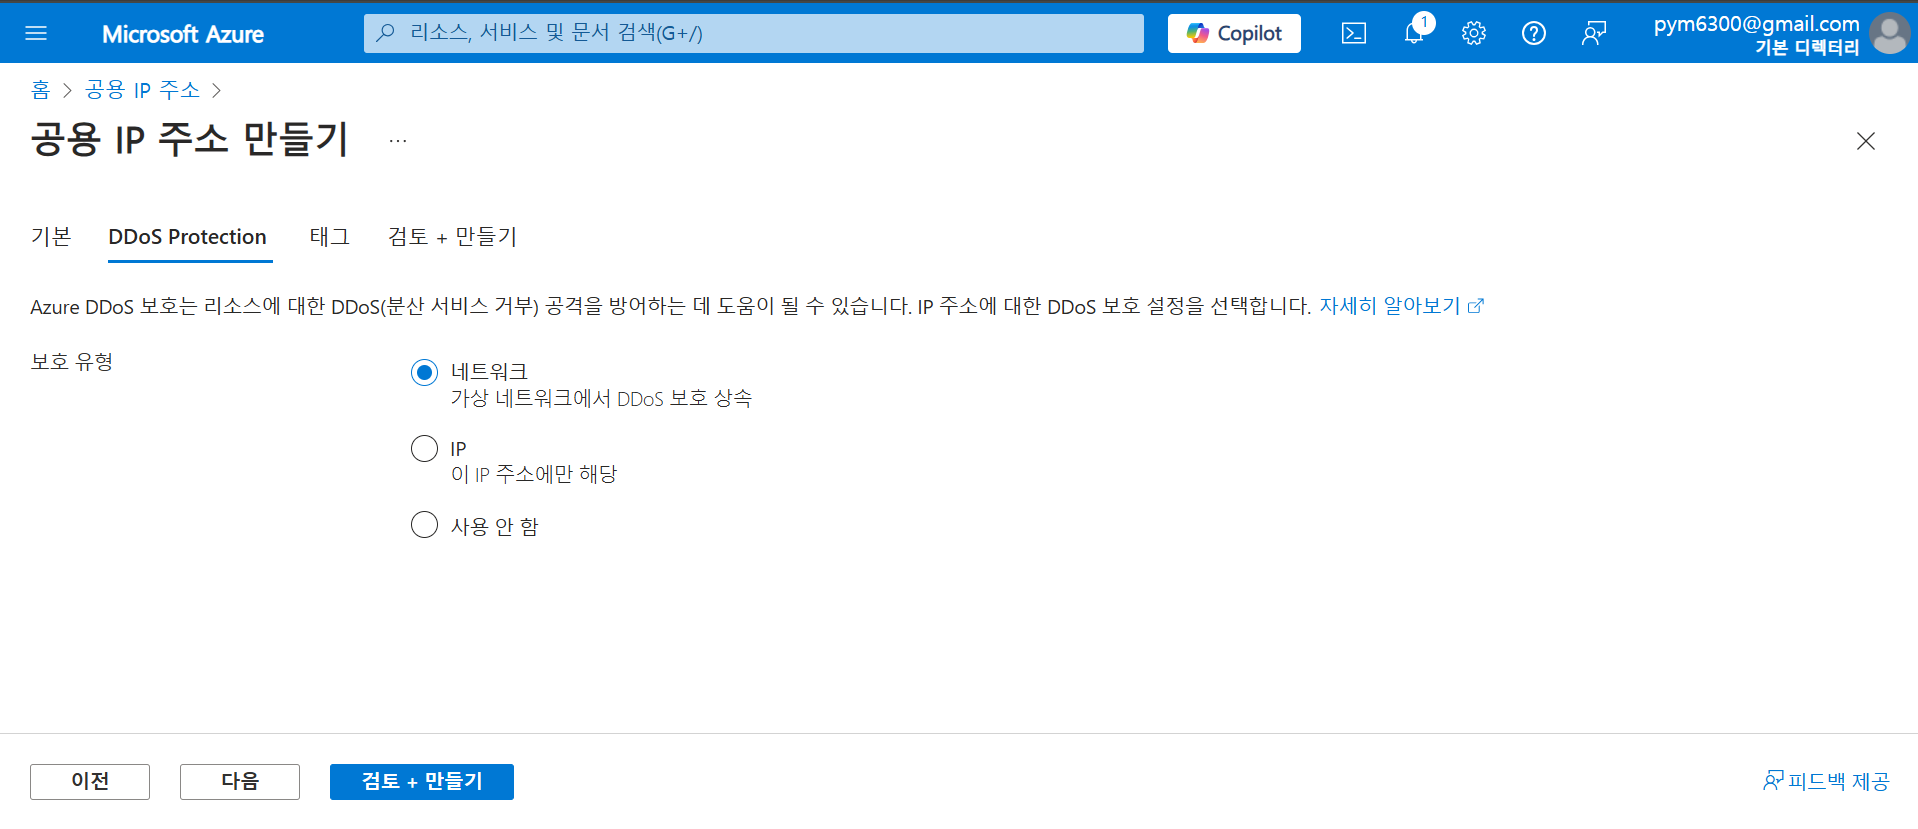 Microsoft Azure
리소스, 서비스 및 문서 검색(G+/)
Copilot
1
pym6300@gmail.com
기본 디렉터리
홈 > 공용 IP 주소 >
공용 IP 주소 만들기 ...
기본 DDoS Protection 태그 검토 + 만들기
Azure DDoS 보호는 리소스에 대한 DDoS(분산 서비스 거부) 공격을 방어하는 데 도움이 될 수 있습니다. IP 주소에 대한 DDoS 보호 설정을 선택합니다. 자세히 알아보기
보호 유형
네트워크
가상 네트워크에서 DDoS 보호 상속
IP
이 IP 주소에만 해당
사용 안 함
이전 다음 검토 + 만들기 피드백 제공